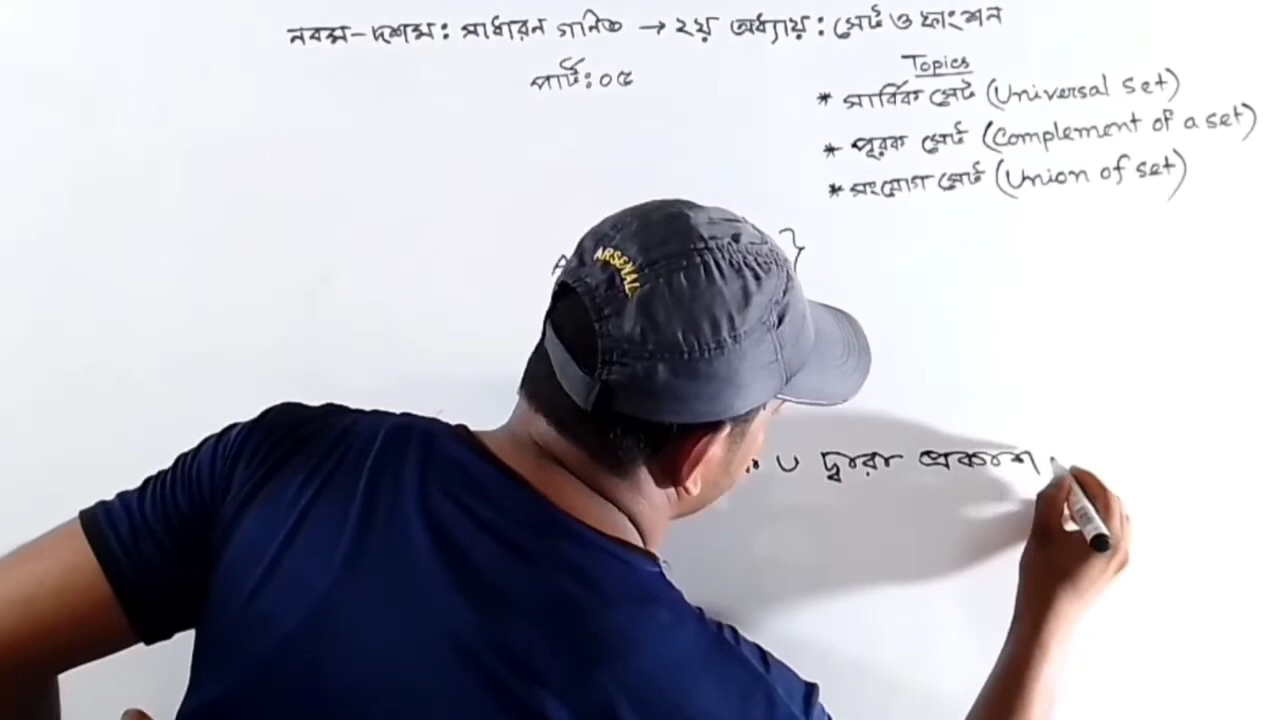 নবম-দশম: সাধারন গনিত → ২য় অধ্যায়: সেট ও ফাংশন
পার্ট: ০৫
Topics
* সার্বিক সেট (Universal set)
* পূরক সেট (Complement of a set)
* সংযোগ সেট (Union of set)
A }
ARSENAL
U দ্বারা প্রকাশ